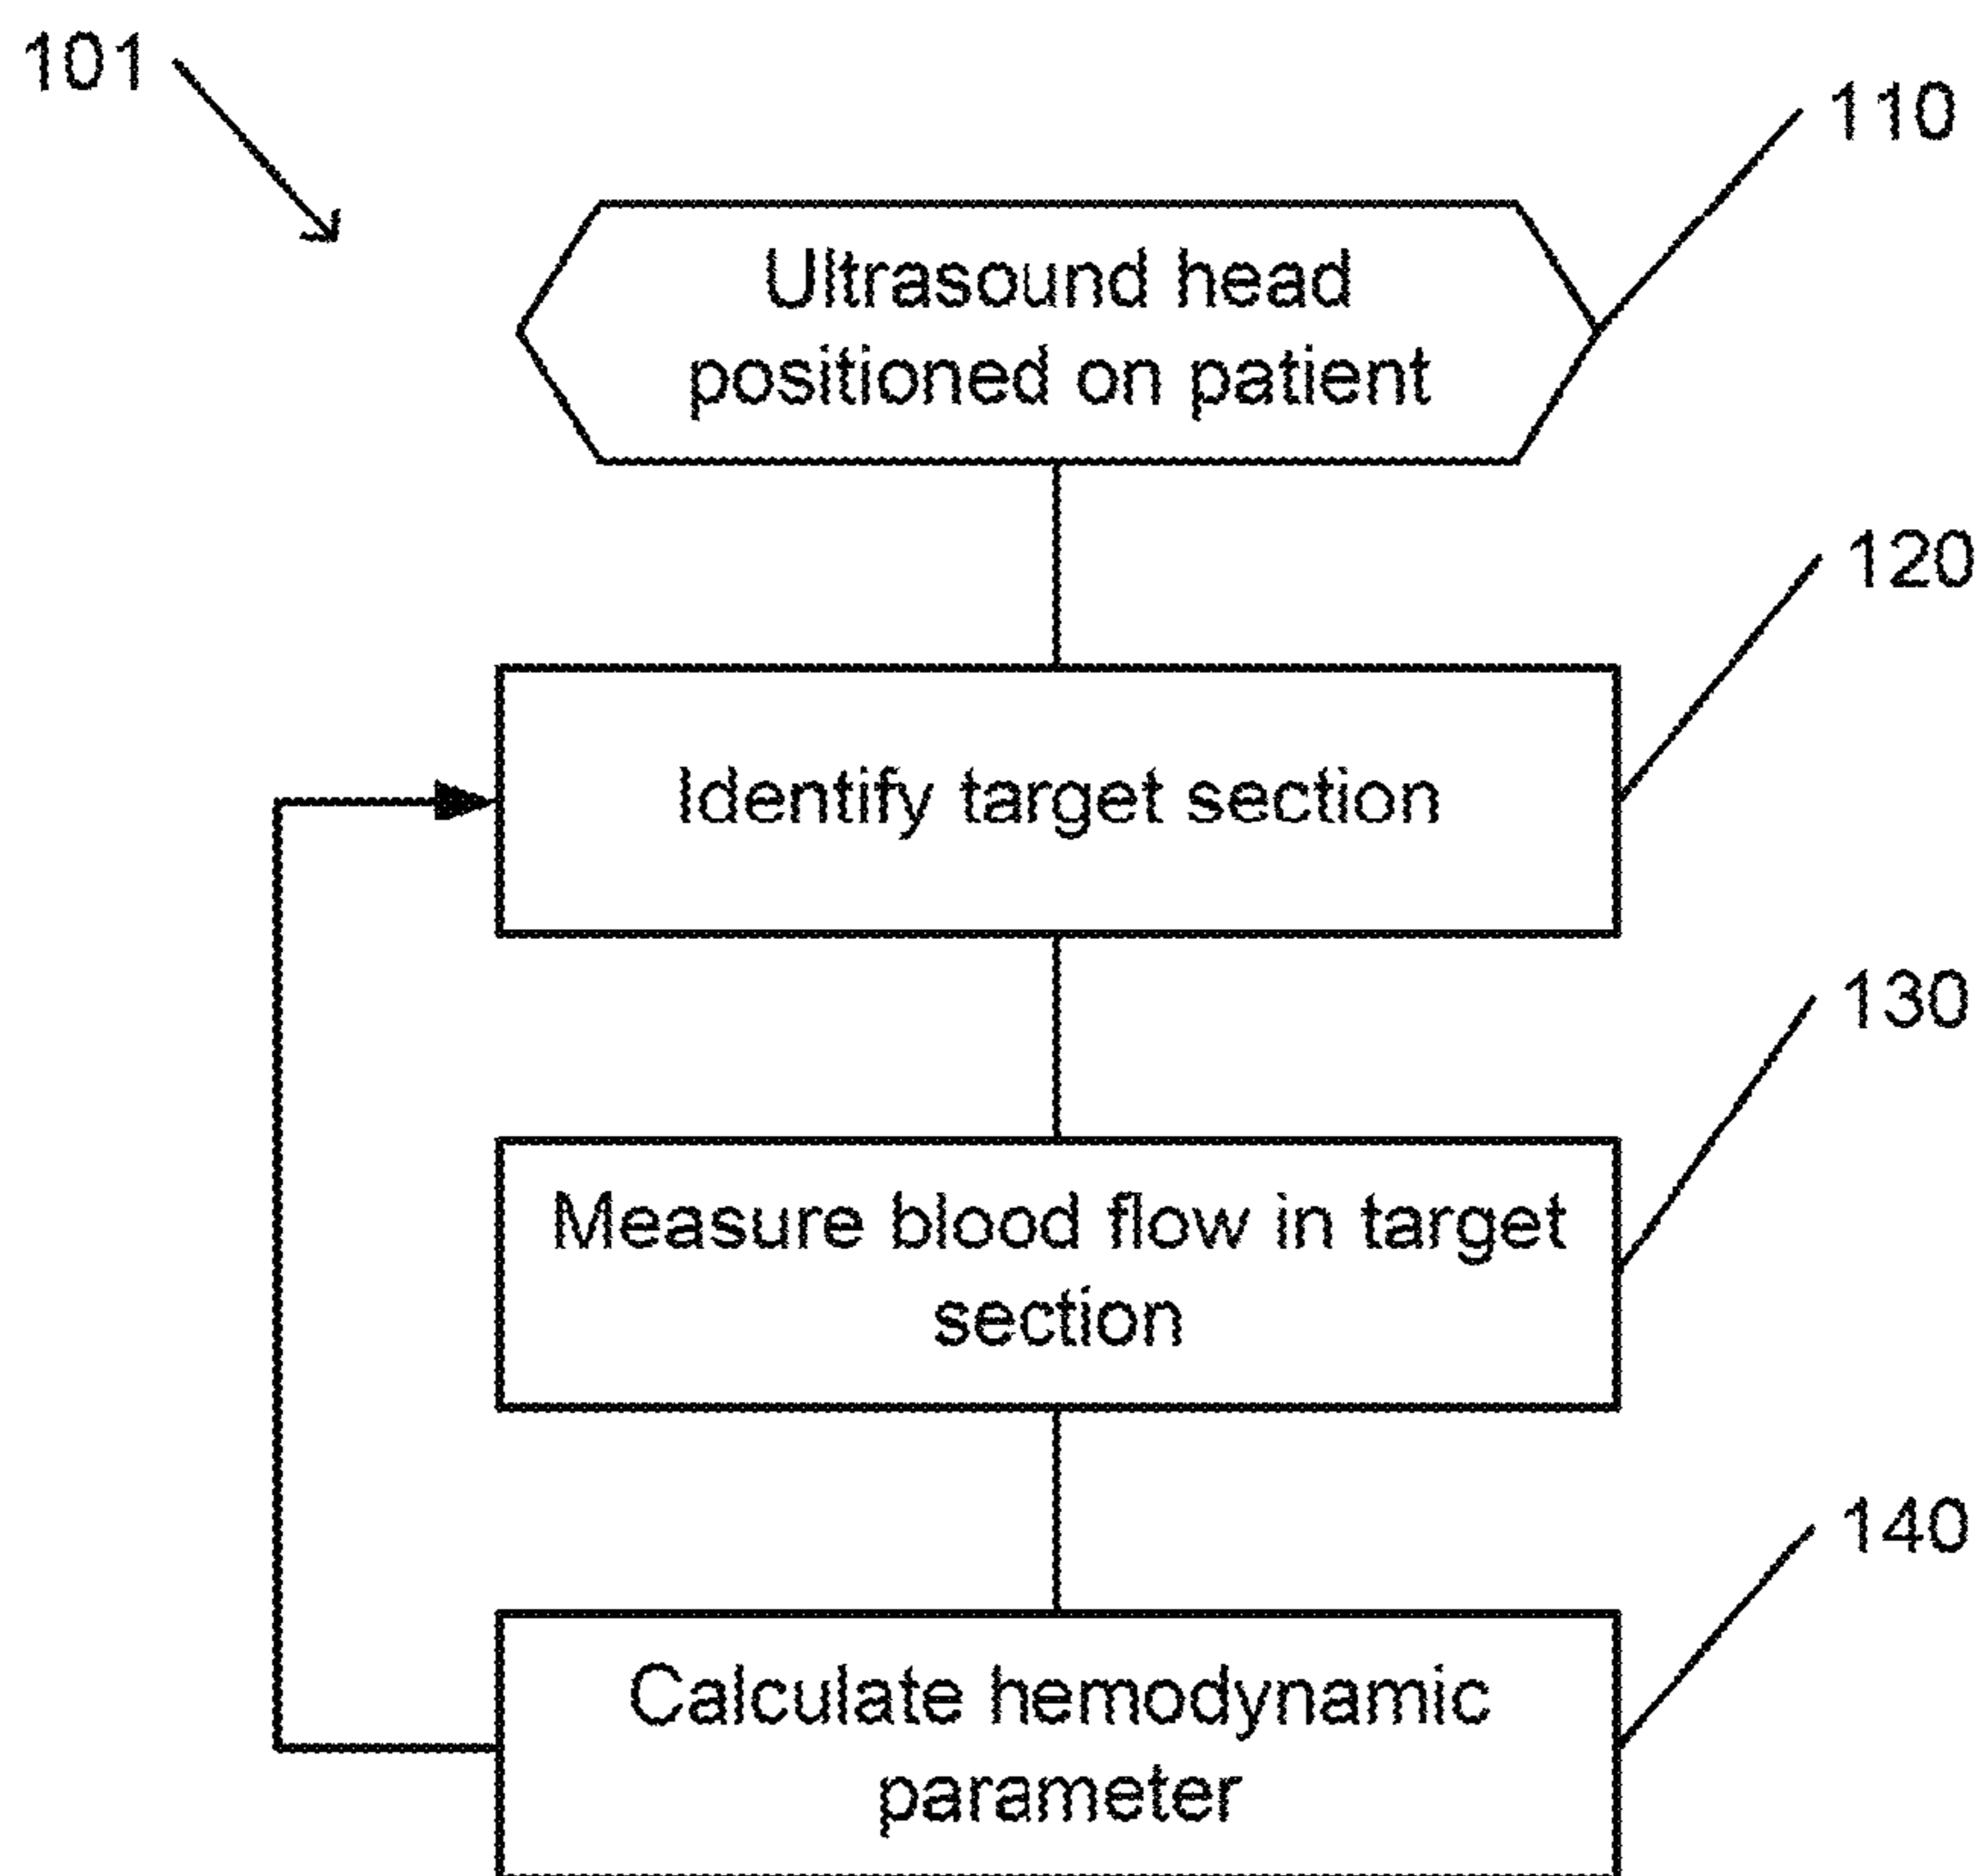 101
110
Ultrasound head
positioned on patient
120
Identify target section
130
Measure blood flow in target
section
140
Calculate hemodynamic
parameter